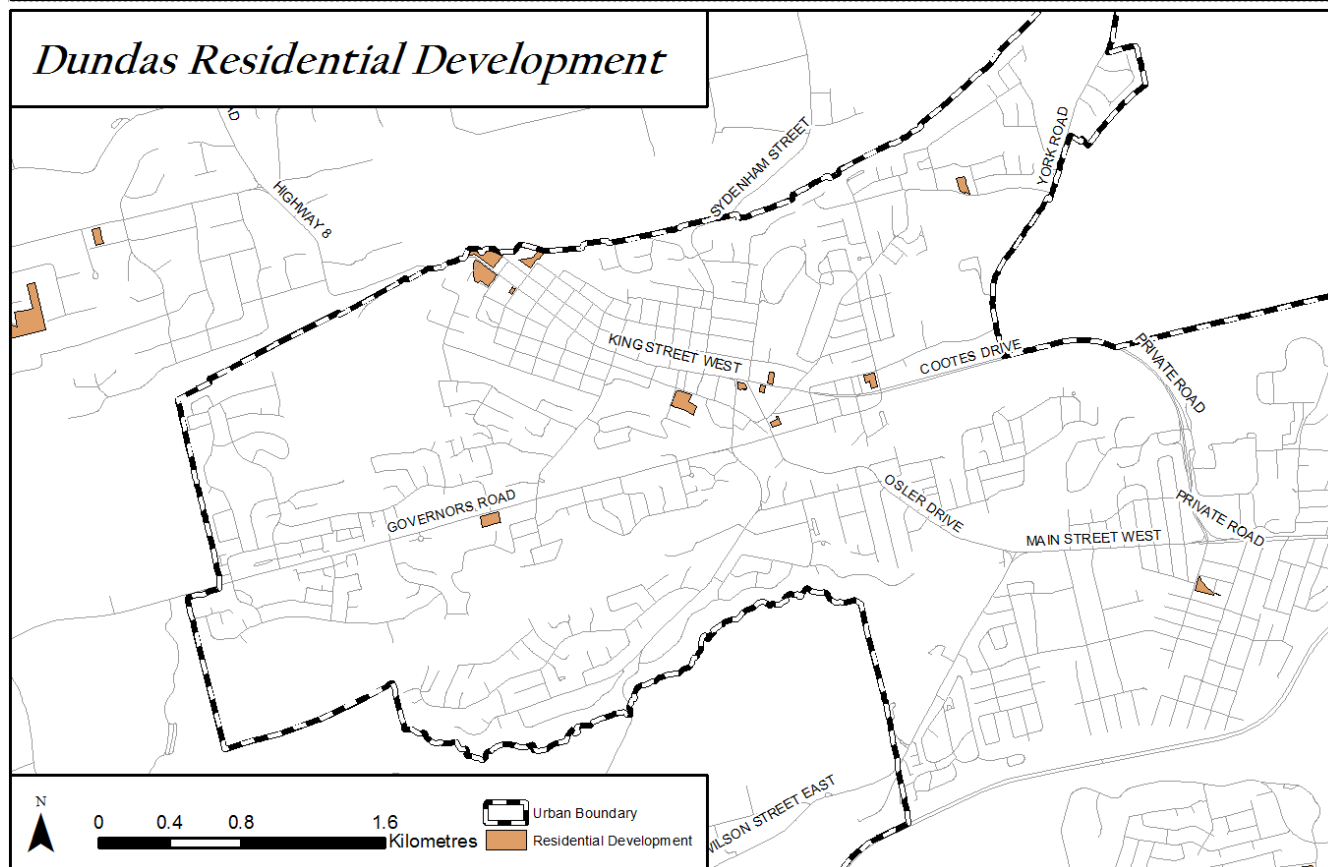 Dundas Residential Development
HIGHWAY 8
SYDENHAM STREET
YORK ROAD
KING STREET WEST
COOTES DRIVE
PRIVATE ROAD
GOVERNORS ROAD
OSLER DRIVE
PRIVATE ROAD
MAIN STREET WEST
WILSON STREET EAST
N
0 0.4 0.8 1.6
Kilometres
Urban Boundary
Residential Development